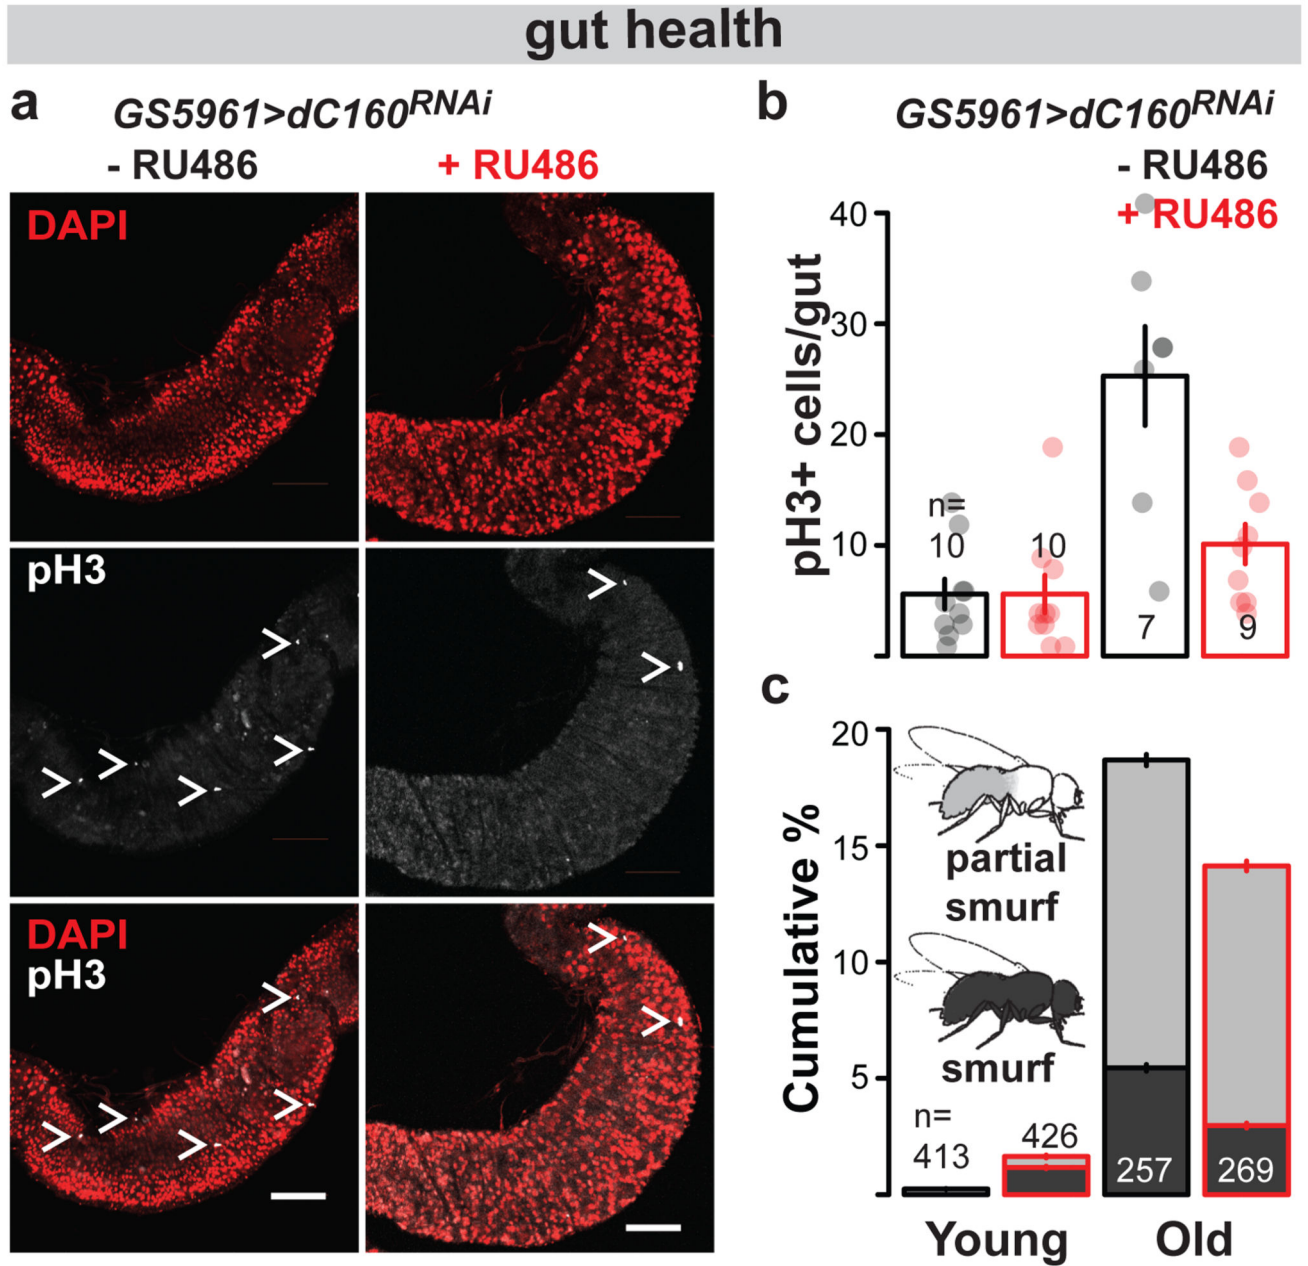 gut health
a
GS5961>dC160RNAi
- RU486
+ RU486
DAPI
pH3
DAPI
pH3
b
GS5961>dC160RNAi
- RU486
+ RU486
pH3+ cells/gut
40
30
20
10
n=
10
10
7
9
c
Cumulative %
20
15
10
5
partial
smurf
smurf
n=
413
426
257
269
Young
Old